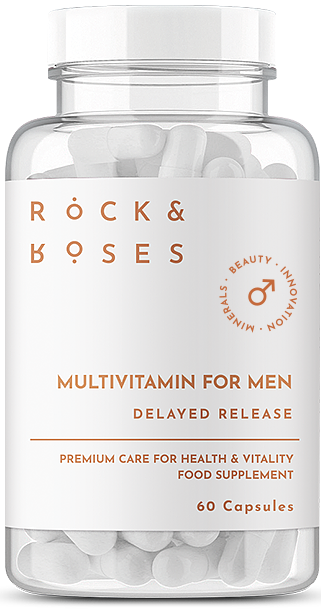 ROCK&
ROSES
BEAUTY · INNOVATION · MINERALS ·
MULTIVITAMIN FOR MEN
DELAYED RELEASE
PREMIUM CARE FOR HEALTH & VITALITY
FOOD SUPPLEMENT
60 Capsules